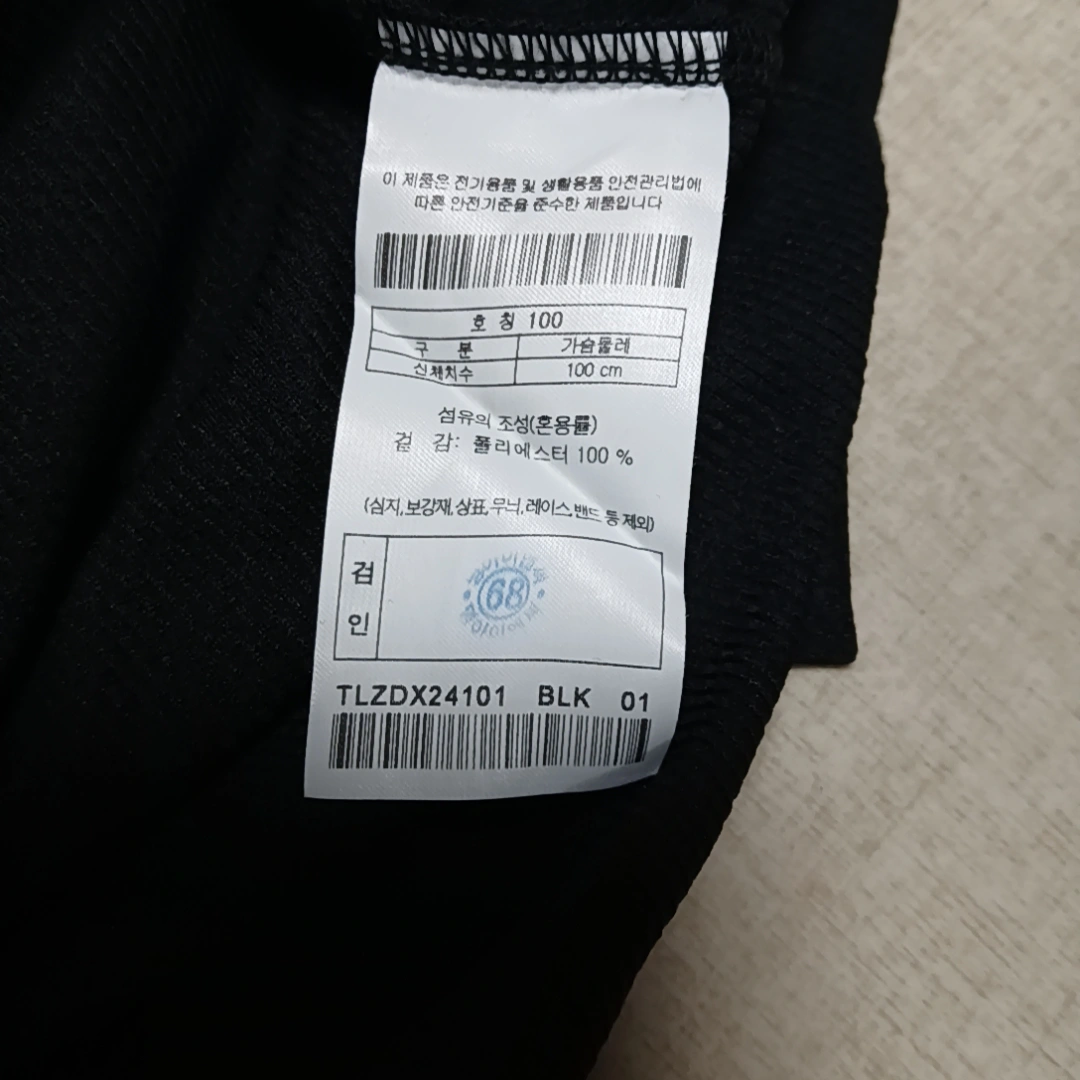 이 제품은 전기용품 및 생활용품 안전관리법에
따른 안전기준을 준수한 제품입니다
호 칭 100
구 분 가슴둘레
신체치수 100 cm
섬유의 조성(혼용률)
겉 감: 폴리에스터 100 %
(심지,보강재,상표,무늬,레이스,밴드 등 제외)
검
인
68
TLZDX24101 BLK 01